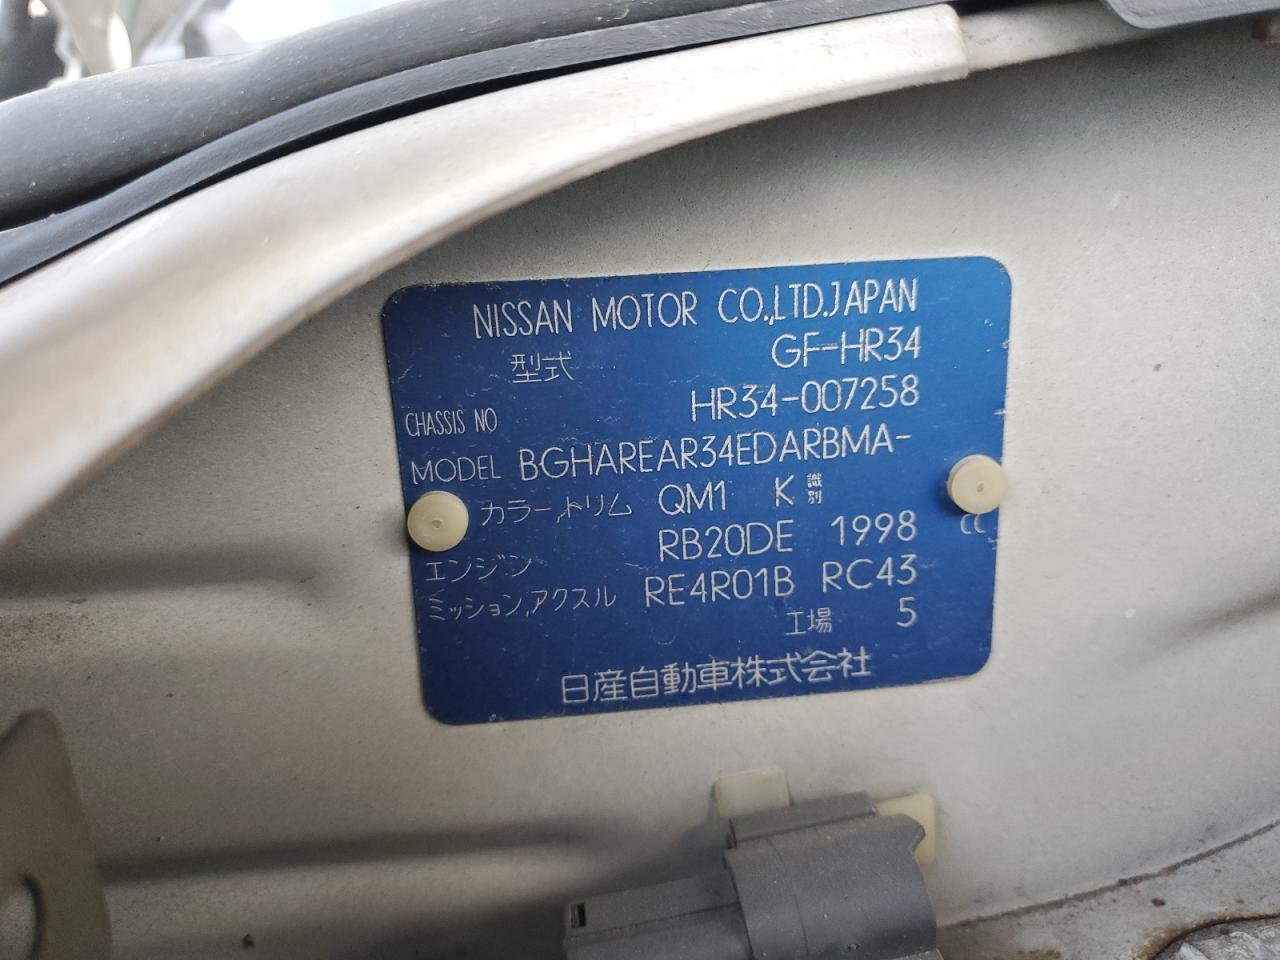 NISSAN MOTOR CO.,LTD.JAPAN
型式 GF-HR34
CHASSIS NO HR34-007258
MODEL BGHAREAR34EDARBMA-
カラー,トリム QM1 K 識別
エンジン RB20DE 1998 CC
ミッション,アクスル RE4R01B RC43
工場 5
日産自動車株式会社